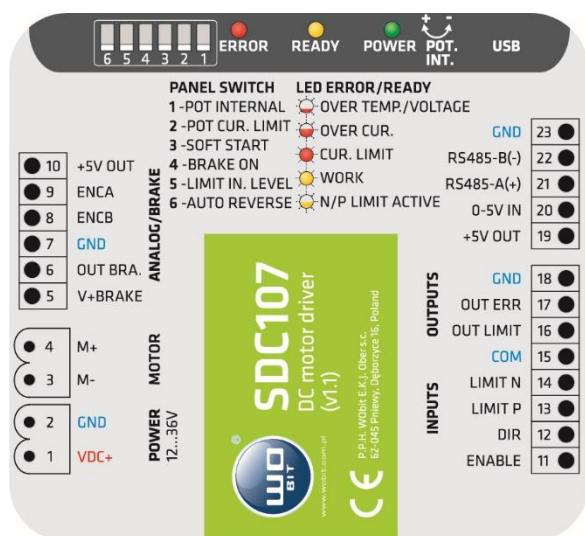 6 5 4 3 2 1 ERROR READY POWER POT. INT. + - USB
PANEL SWITCH
1 -POT INTERNAL
2 -POT CUR. LIMIT
3 -SOFT START
4 -BRAKE ON
5 -LIMIT IN. LEVEL
6 -AUTO REVERSE
LED ERROR/READY
OVER TEMP./VOLTAGE
OVER CUR.
CUR. LIMIT
WORK
N/P LIMIT ACTIVE
ANALOG/BRAKE
10 +5V OUT
9 ENCA
8 ENCB
7 GND
6 OUT BRA.
5 V+BRAKE
MOTOR
4 M+
3 M-
POWER
12...36V
2 GND
1 VDC+
SDC107
DC motor driver
(v1.1)
WO
BIT
®
www.wobit.com.pl
CE
P.P.H. WObit E.K.J. Ober s.c.
62-045 Pniewy, Dęborzyce 16, Poland
GND 23
RS485-B(-) 22
RS485-A(+) 21
0-5V IN 20
+5V OUT 19
OUTPUTS
GND 18
OUT ERR 17
OUT LIMIT 16
COM 15
INPUTS
LIMIT N 14
LIMIT P 13
DIR 12
ENABLE 11